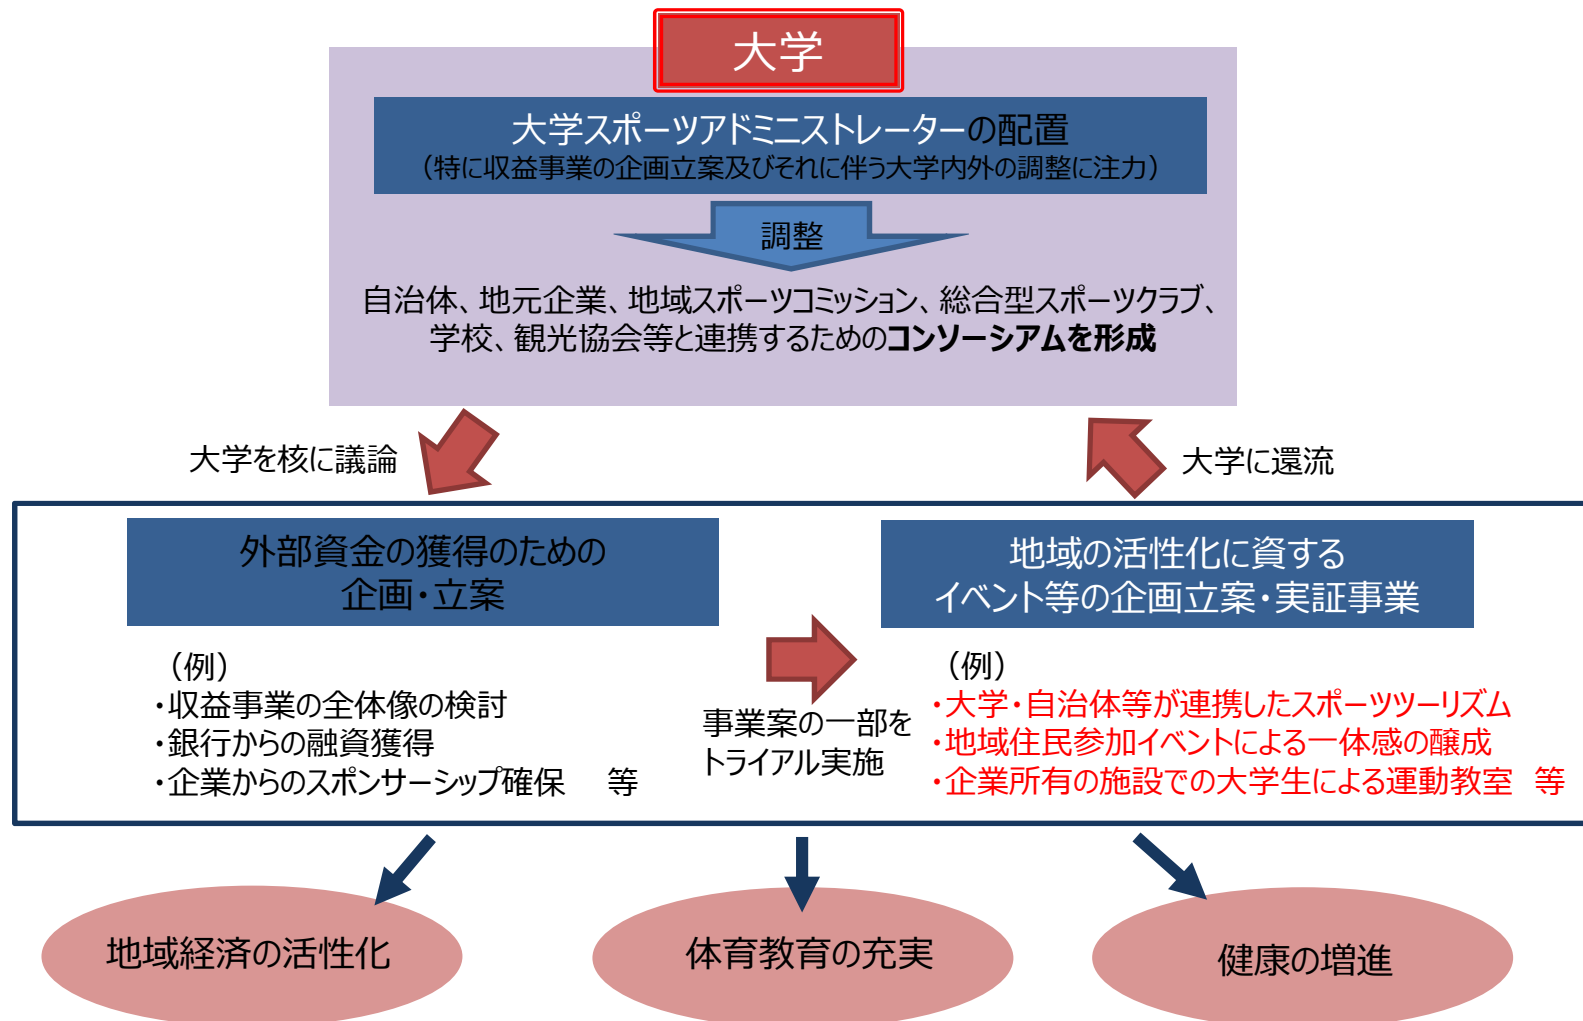 大学
大学スポーツアドミニストレーターの配置
（特に収益事業の企画立案及びそれに伴う大学内外の調整に注力）
調整
自治体、地元企業、地域スポーツコミッション、総合型スポーツクラブ、
学校、観光協会等と連携するためのコンソーシアムを形成
大学を核に議論
大学に還流
外部資金の獲得のための
企画・立案
（例）
・収益事業の全体像の検討
・銀行からの融資獲得
・企業からのスポンサーシップ確保　等
事業案の一部を
トライアル実施
地域の活性化に資する
イベント等の企画立案・実証事業
（例）
・大学・自治体等が連携したスポーツツーリズム
・地域住民参加イベントによる一体感の醸成
・企業所有の施設での大学生による運動教室　等
地域経済の活性化
体育教育の充実
健康の増進